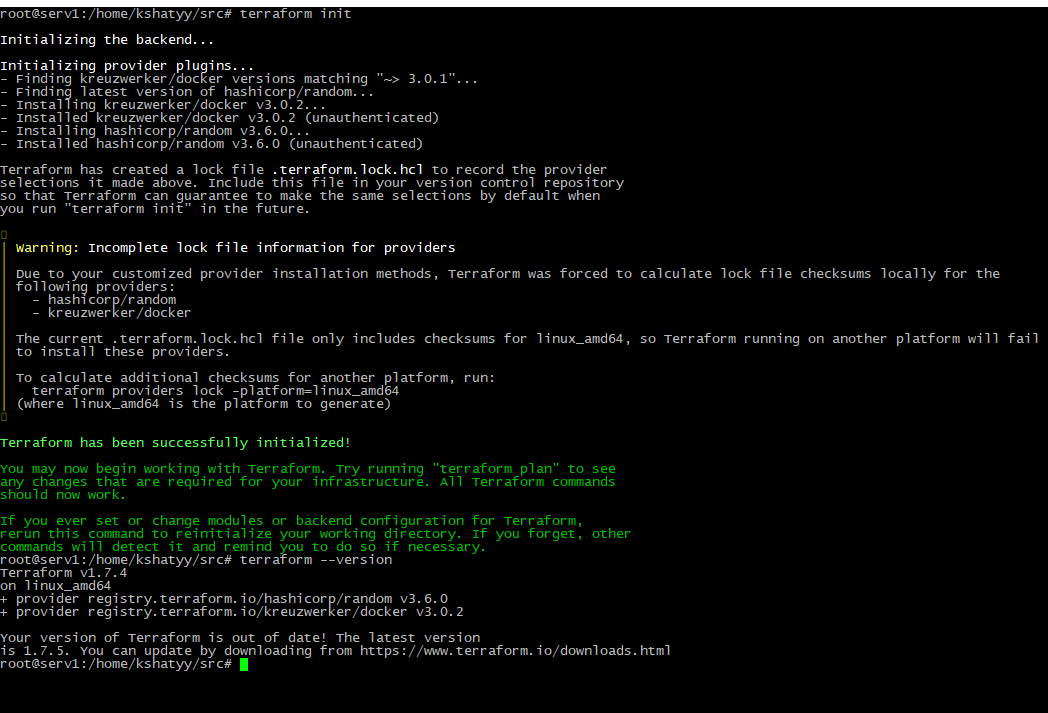 root@serv1:/home/kshatyy/src# terraform init
Initializing the backend...
Initializing provider plugins...
- Finding kreuzwerker/docker versions matching "~> 3.0.1"...
- Finding latest version of hashicorp/random...
- Installing kreuzwerker/docker v3.0.2...
- Installed kreuzwerker/docker v3.0.2 (unauthenticated)
- Installing hashicorp/random v3.6.0...
- Installed hashicorp/random v3.6.0 (unauthenticated)
Terraform has created a lock file .terraform.lock.hcl to record the provider
selections it made above. Include this file in your version control repository
so that Terraform can guarantee to make the same selections by default when
you run "terraform init" in the future.
Warning: Incomplete lock file information for providers
Due to your customized provider installation methods, Terraform was forced to calculate lock file checksums locally for the
following providers:
- hashicorp/random
- kreuzwerker/docker
The current .terraform.lock.hcl file only includes checksums for linux_amd64, so Terraform running on another platform will fail
to install these providers.
To calculate additional checksums for another platform, run:
terraform providers lock -platform=linux_amd64
(where linux_amd64 is the platform to generate)
Terraform has been successfully initialized!
You may now begin working with Terraform. Try running "terraform plan" to see
any changes that are required for your infrastructure. All Terraform commands
should now work.
If you ever set or change modules or backend configuration for Terraform,
rerun this command to reinitialize your working directory. If you forget, other
commands will detect it and remind you to do so if necessary.
root@serv1:/home/kshatyy/src# terraform --version
Terraform v1.7.4
on linux_amd64
+ provider registry.terraform.io/hashicorp/random v3.6.0
+ provider registry.terraform.io/kreuzwerker/docker v3.0.2
Your version of Terraform is out of date! The latest version
is 1.7.5. You can update by downloading from https://www.terraform.io/downloads.html
root@serv1:/home/kshatyy/src#